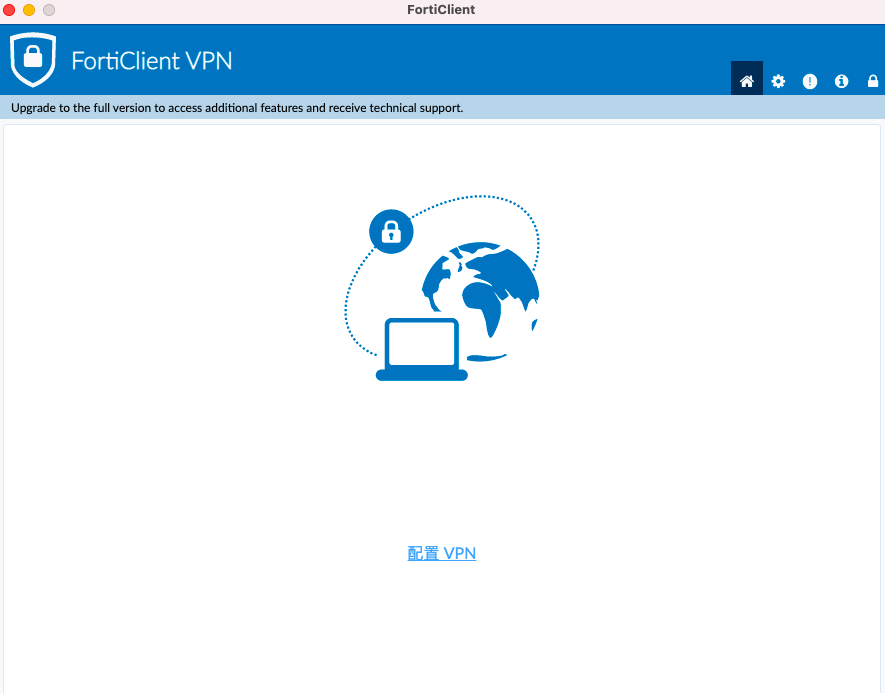 FortiClient
FortiClient VPN
Upgrade to the full version to access additional features and receive technical support.
配置 VPN